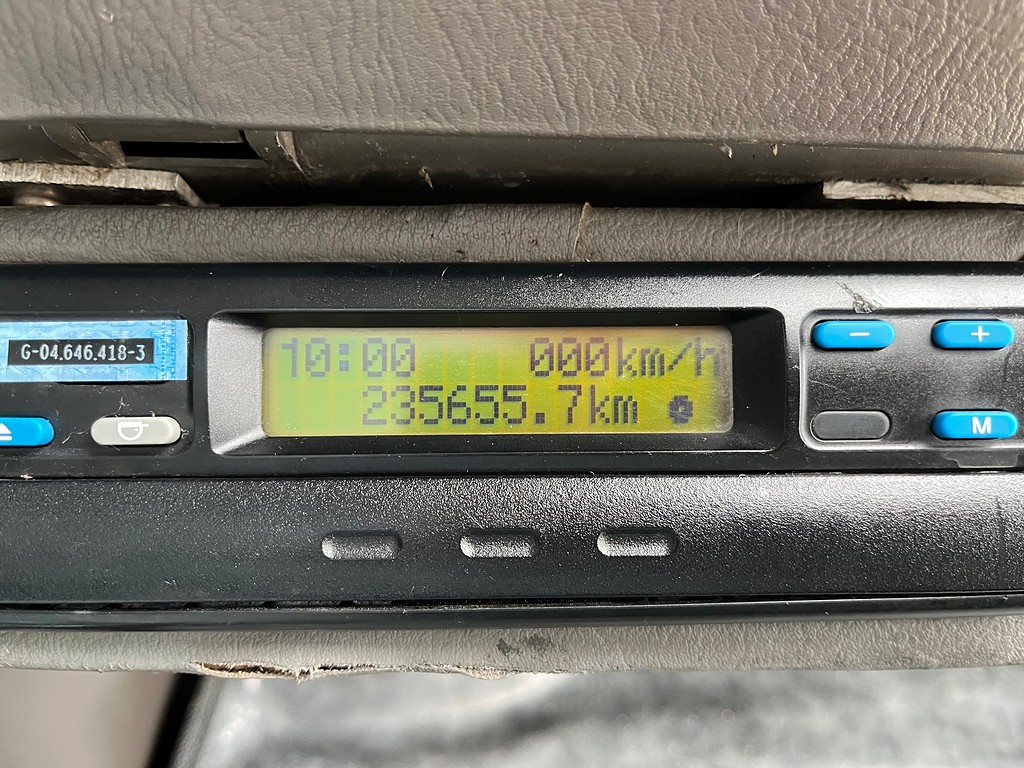 G-04.646.418-3
10:00 000km/h
235655.7km
- +
M